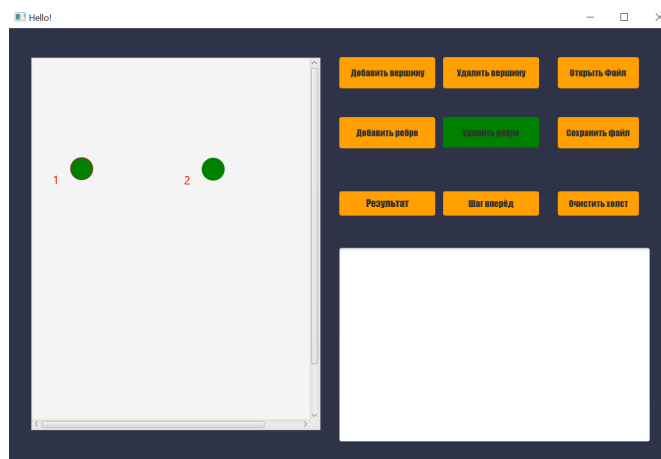 Hello!
Добавить вершину Удалить вершину Открыть Файл
Добавить ребро Удалить ребро Сохранить файл
1 2
Результат Шаг вперёд Очистить холст